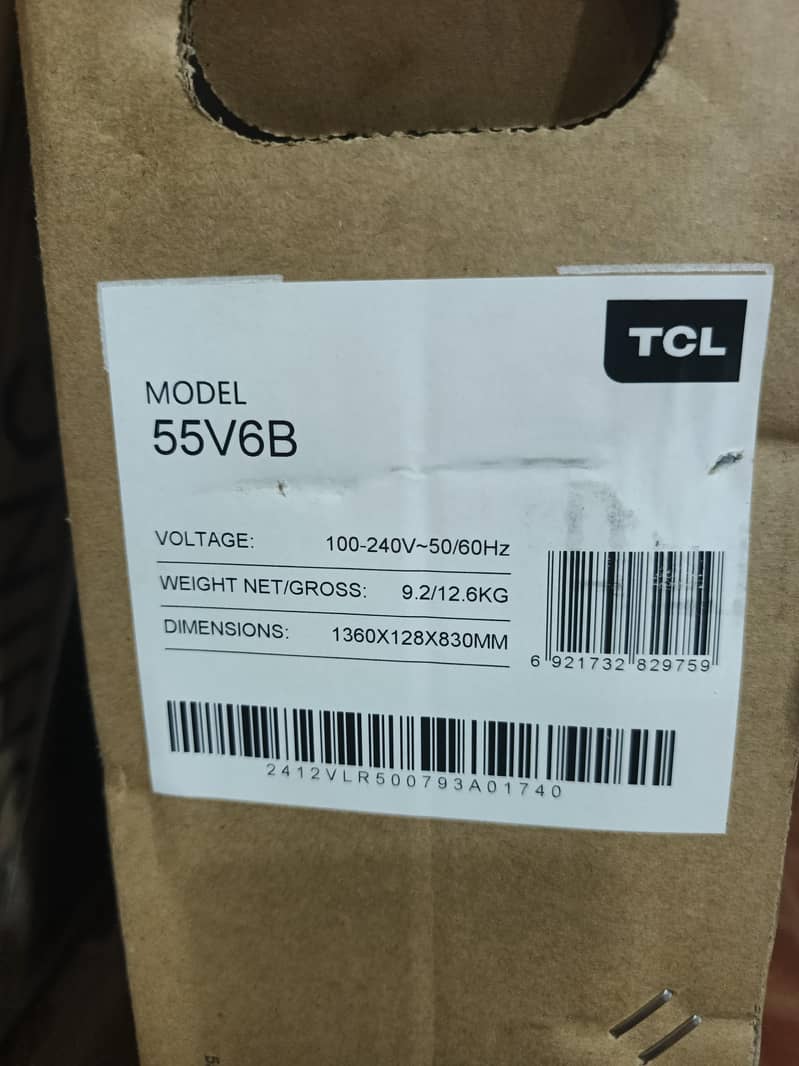 TCL
MODEL
55V6B
VOLTAGE: 100-240V~50/60Hz
WEIGHT NET/GROSS: 9.2/12.6KG
DIMENSIONS: 1360X128X830MM
6 921732 829759
2412VLR500793A01740